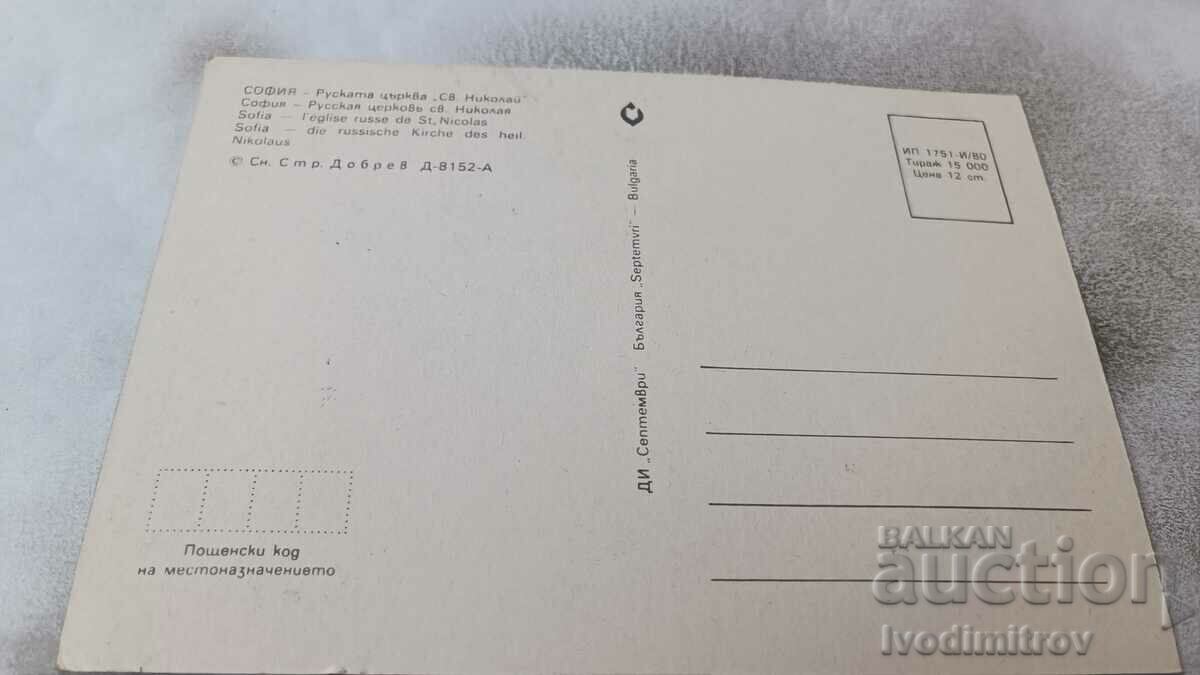 СОФИЯ – Руската църква „Св. Николай"
София – Русская церковь св. Николая
Sofia — l'église russe de St. Nicolas
Sofia — die russische Kirche des heil.
Nikolaus
© Сн. Стр. Добрев Д-8152-А
Пощенски код
на местоназначението
ДИ „Септември" България „Septemvri" – Bulgaria
ИП 1751-И/80
Тираж 15 000
Цена 12 ст.
BALKAN
auction
Ivodimitrov